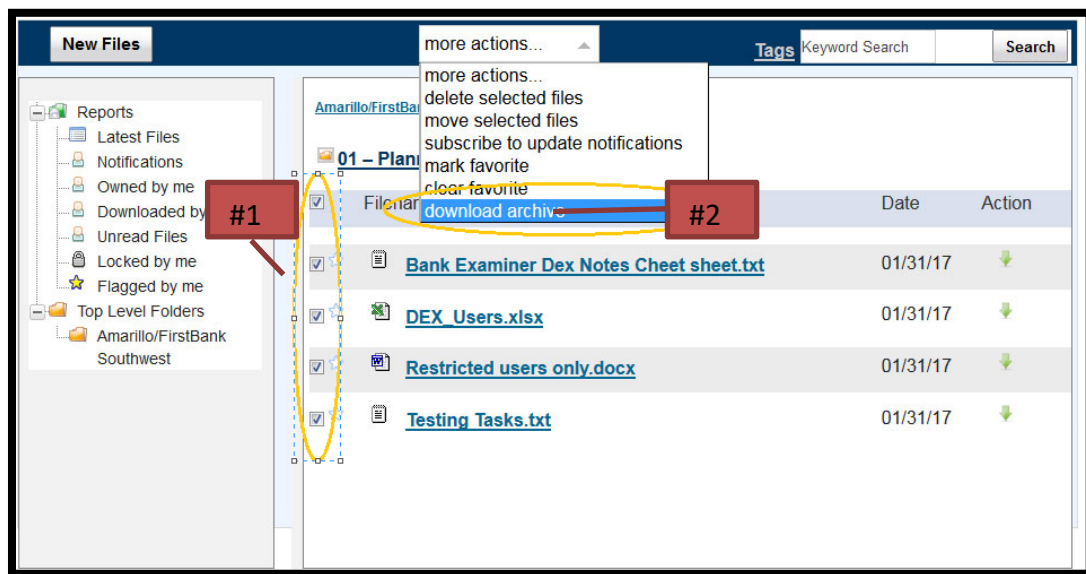 New Files
more actions...
Tags
Keyword Search
Search
more actions...
delete selected files
move selected files
subscribe to update notifications
mark favorite
clear favorite
download archive
Reports
Latest Files
Notifications
Owned by me
Downloaded by
Unread Files
Locked by me
Flagged by me
Top Level Folders
Amarillo/FirstBank
Southwest
#1
#2
Amarillo/FirstBa
01 – Plan
Filena
Date
Action
Bank Examiner Dex Notes Cheet sheet.txt
01/31/17
DEX_Users.xlsx
01/31/17
Restricted users only.docx
01/31/17
Testing Tasks.txt
01/31/17